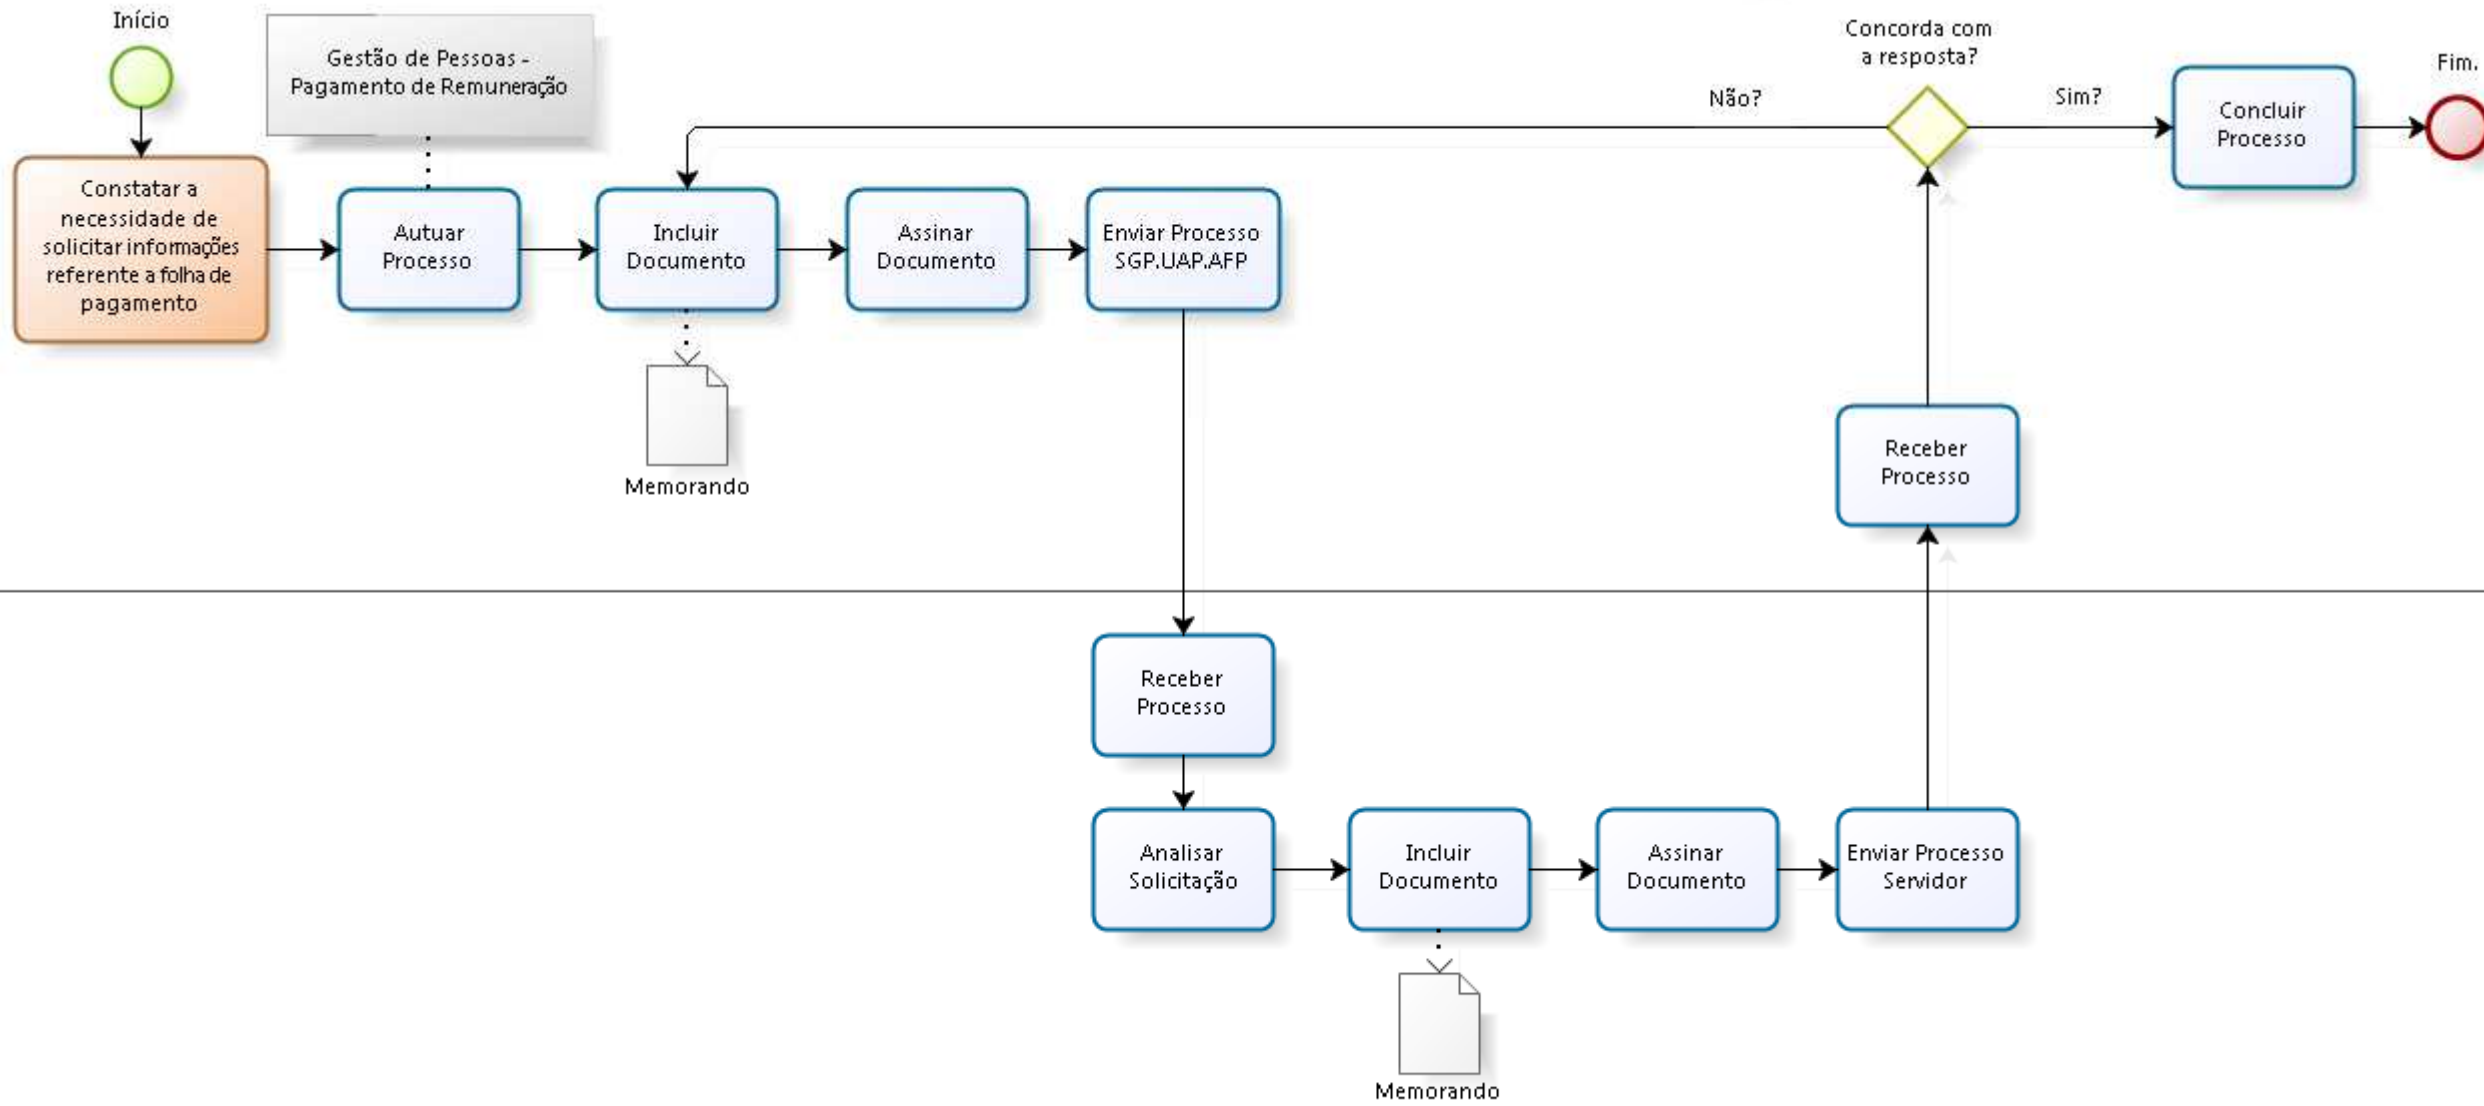 Início
Gestão de Pessoas -
Pagamento de Remuneração
Constatar a
necessidade de
solicitar informações
referente a folha de
pagamento
Autuar
Processo
Incluir
Documento
Assinar
Documento
Enviar Processo
SGP.UAP.AFP
Memorando
Concorda com
a resposta?
Não?
Sim?
Concluir
Processo
Fim.
Receber
Processo
Receber
Processo
Analisar
Solicitação
Incluir
Documento
Assinar
Documento
Enviar Processo
Servidor
Memorando